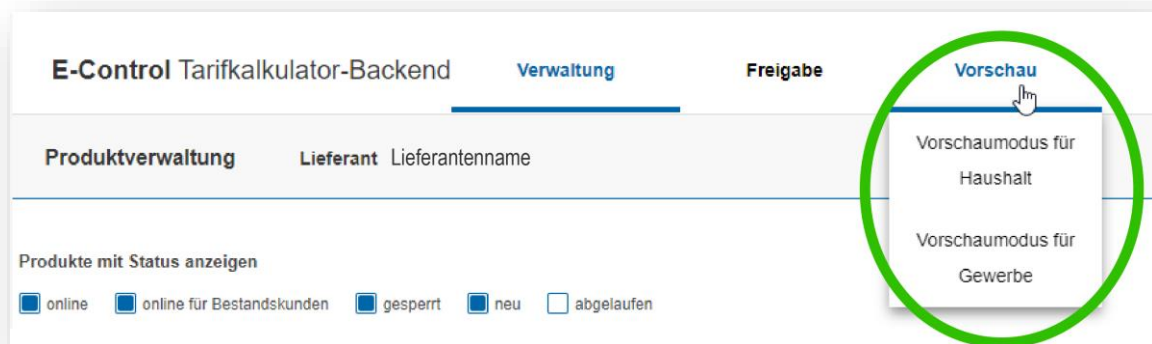 E-Control Tarifkalkulator-Backend Verwaltung Freigabe Vorschau
Produktverwaltung Lieferant Lieferantenname
Vorschaumodus für
Haushalt
Vorschaumodus für
Gewerbe
Produkte mit Status anzeigen
online online für Bestandskunden gesperrt neu abgelaufen